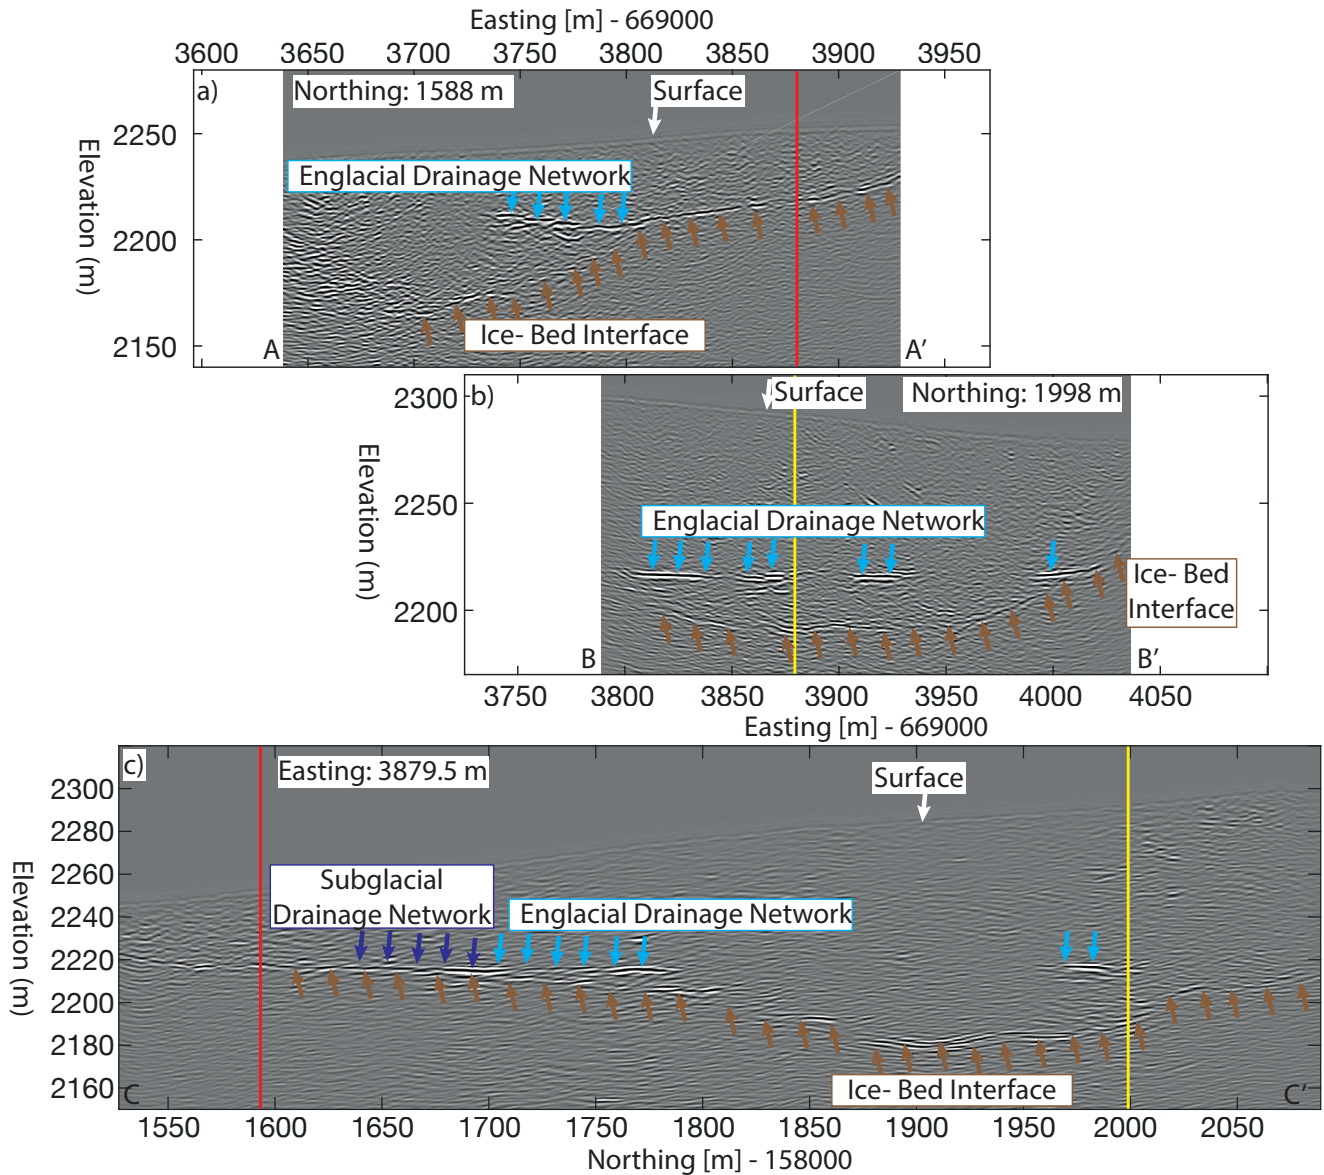 Easting [m] - 669000
3600 3650 3700 3750 3800 3850 3900 3950
a) Northing: 1588 m Surface
2250
Englacial Drainage Network
2200
Elevation (m)
Ice- Bed Interface
2150
A A’
2300 b) Surface Northing: 1998 m
2250
Englacial Drainage Network
Elevation (m)
Ice- Bed
Interface
2200
B B’
3750 3800 3850 3900 3950 4000 4050
Easting [m] - 669000
c) Easting: 3879.5 m Surface
2300
2280
2260
Subglacial
Drainage Network
Englacial Drainage Network
2240
2220
2200
2180
2160
Elevation (m)
Ice- Bed Interface
C C’
1550 1600 1650 1700 1750 1800 1850 1900 1950 2000 2050
Northing [m] - 158000